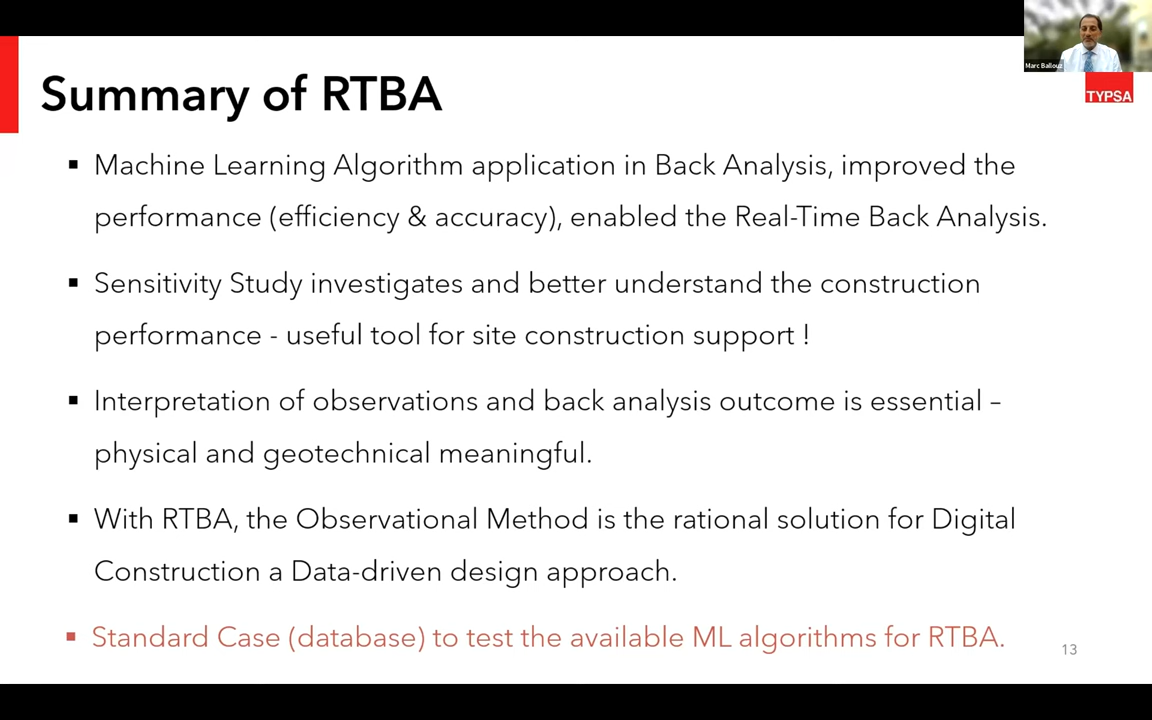 Marc Ballouz
TYPSA
Summary of RTBA
▪ Machine Learning Algorithm application in Back Analysis, improved the
performance (efficiency & accuracy), enabled the Real-Time Back Analysis.
▪ Sensitivity Study investigates and better understand the construction
performance - useful tool for site construction support !
▪ Interpretation of observations and back analysis outcome is essential –
physical and geotechnical meaningful.
▪ With RTBA, the Observational Method is the rational solution for Digital
Construction a Data-driven design approach.
▪ Standard Case (database) to test the available ML algorithms for RTBA.
13